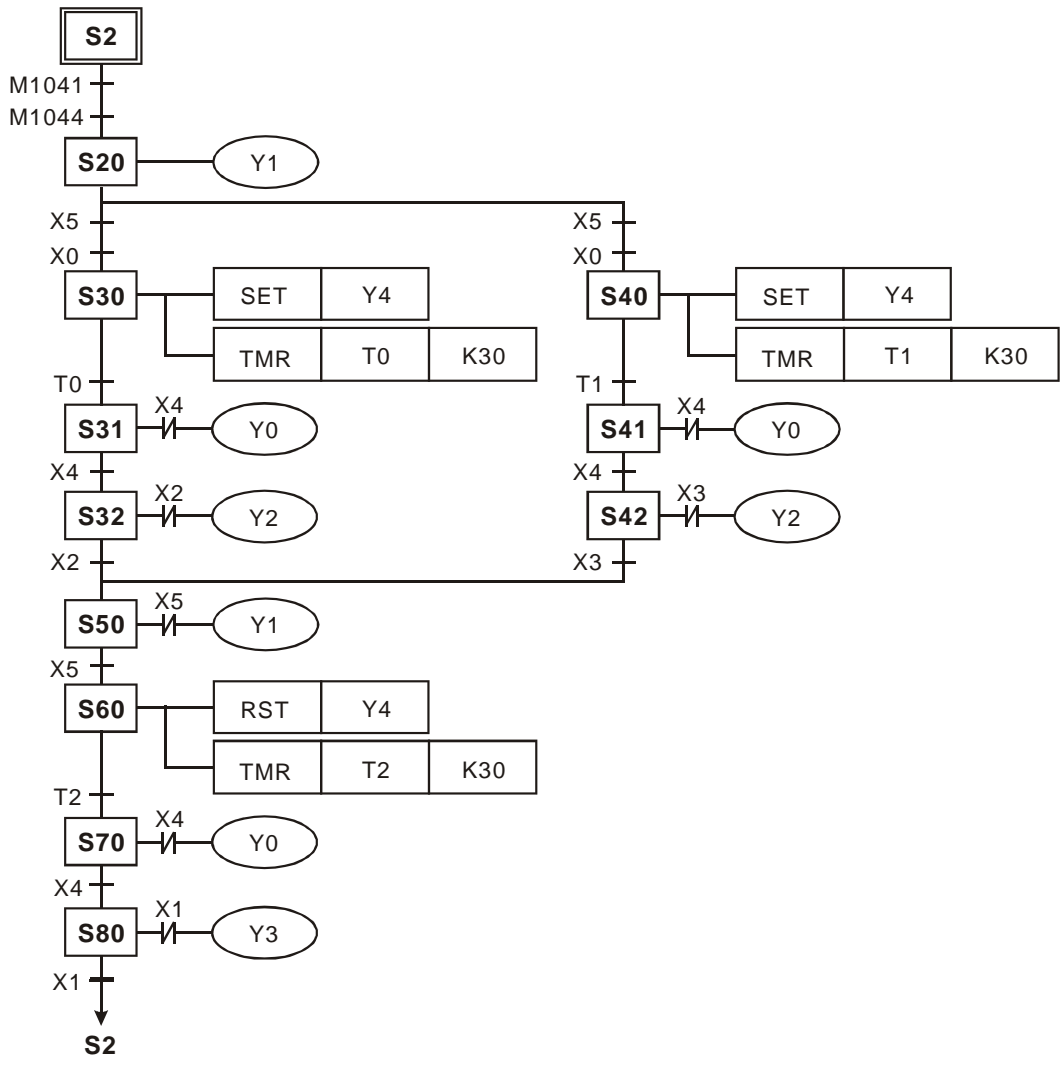 S2
M1041
M1044
S20 Y1
X5 X5
X0 X0
S30 SET Y4 S40 SET Y4
TMR T0 K30 TMR T1 K30
T0 T1
X4 X4
S31 Y0 S41 Y0
X4 X4
X2 X3
S32 Y2 S42 Y2
X2 X3
X5
S50 Y1
X5
S60 RST Y4
TMR T2 K30
T2
X4
S70 Y0
X4
X1
S80 Y3
X1
S2